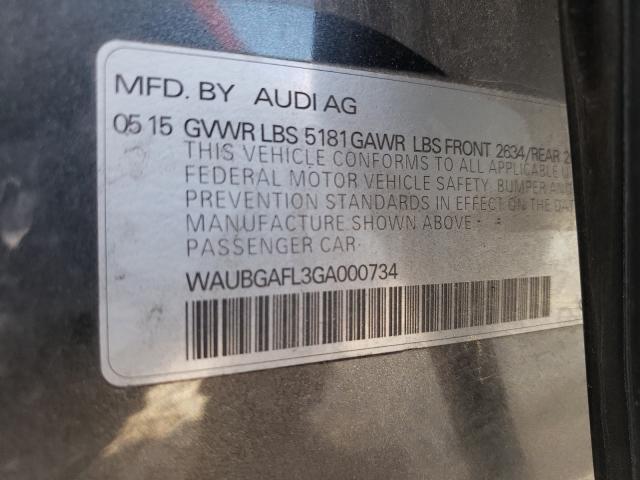 MFD. BY AUDI AG
05 15 GVWR LBS 5181 GAWR LBS FRONT 2634/REAR
THIS VEHICLE CONFORMS TO ALL APPLICABLE
FEDERAL MOTOR VEHICLE SAFETY, BUMPER AND
PREVENTION STANDARDS IN EFFECT ON THE DAT
MANUFACTURE SHOWN ABOVE -
PASSENGER CAR-
WAUBGAFL3GA000734